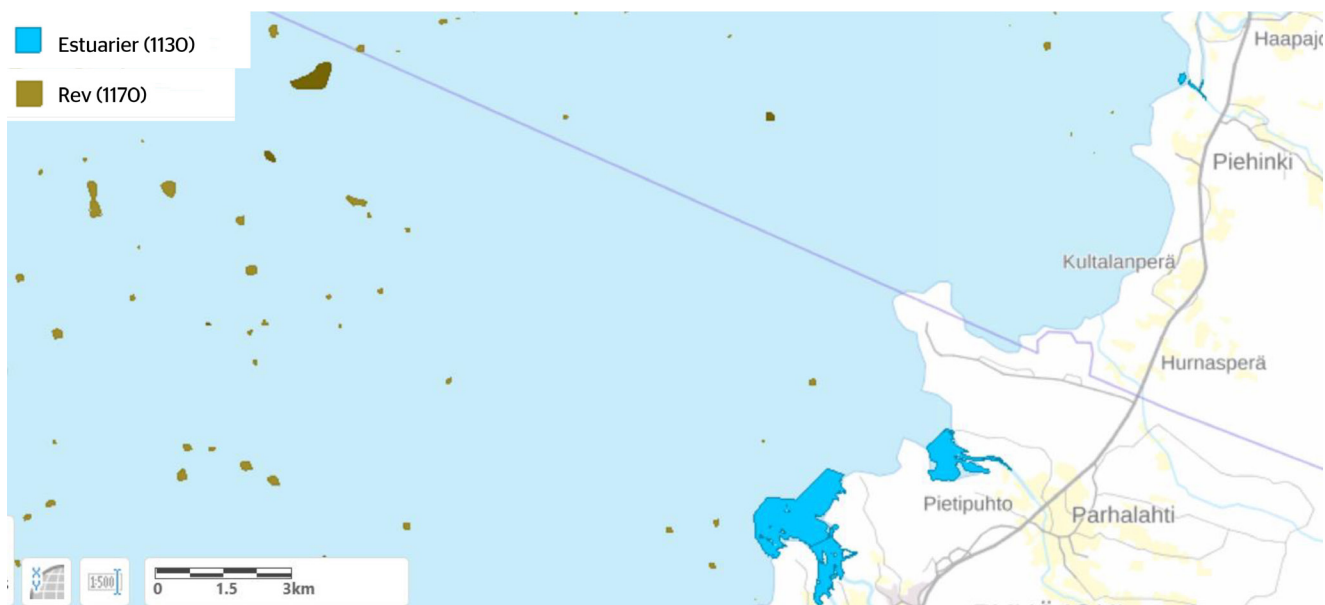 Estuarier (1130)
Rev (1170)
Haapajo
Piehinki
Kultalanperä
Hurnasperä
Pietipuhto
Parhalahti
X
Y
1:500
0 1.5 3km